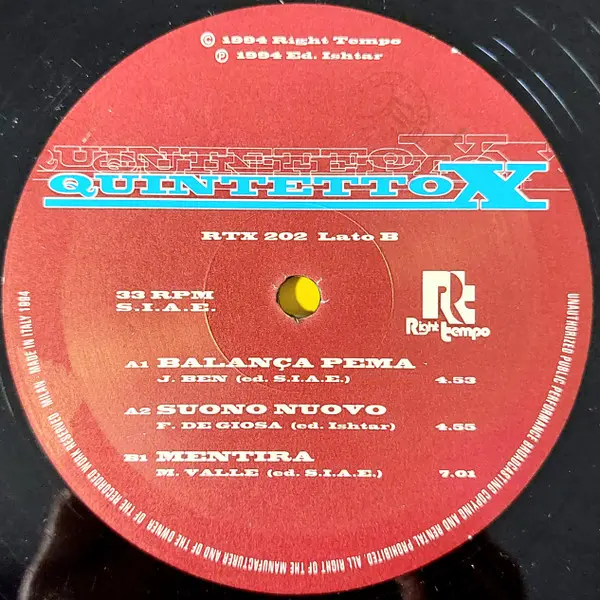 © 1994 Right Tempo
℗ 1994 Ed. Ishtar
QUINTETTO X
QUINTETTO X
RTX 202 Lato B
33 RPM
S.I.A.E.
Rt
Right tempo
A1 BALANÇA PEMA
J. BEN (ed. S.I.A.E.) 4.53
A2 SUONO NUOVO
F. DE GIOSA (ed. Ishtar) 4.55
B1 MENTIRA
M. VALLE (ed. S.I.A.E.) 7.01
UNAUTHORIZED PUBLIC PERFORMANCE BROADCASTING COPYING AND RENTAL PROHIBITED ALL RIGHT OF THE MANUFACTURER AND OF THE OWNER OF THE RECORDED WORK RESERVED MILAN MADE IN ITALY 1994